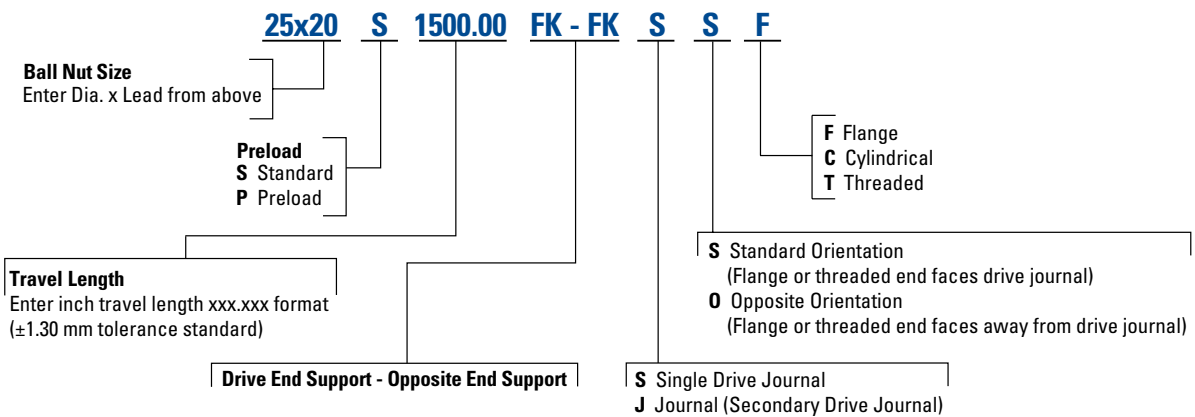 25x20 S 1500.00 FK - FK S S F
Ball Nut Size
Enter Dia. x Lead from above
Preload
S Standard
P Preload
F Flange
C Cylindrical
T Threaded
Travel Length
Enter inch travel length xxx.xxx format
(±1.30 mm tolerance standard)
S Standard Orientation
(Flange or threaded end faces drive journal)
O Opposite Orientation
(Flange or threaded end faces away from drive journal)
Drive End Support - Opposite End Support
S Single Drive Journal
J Journal (Secondary Drive Journal)